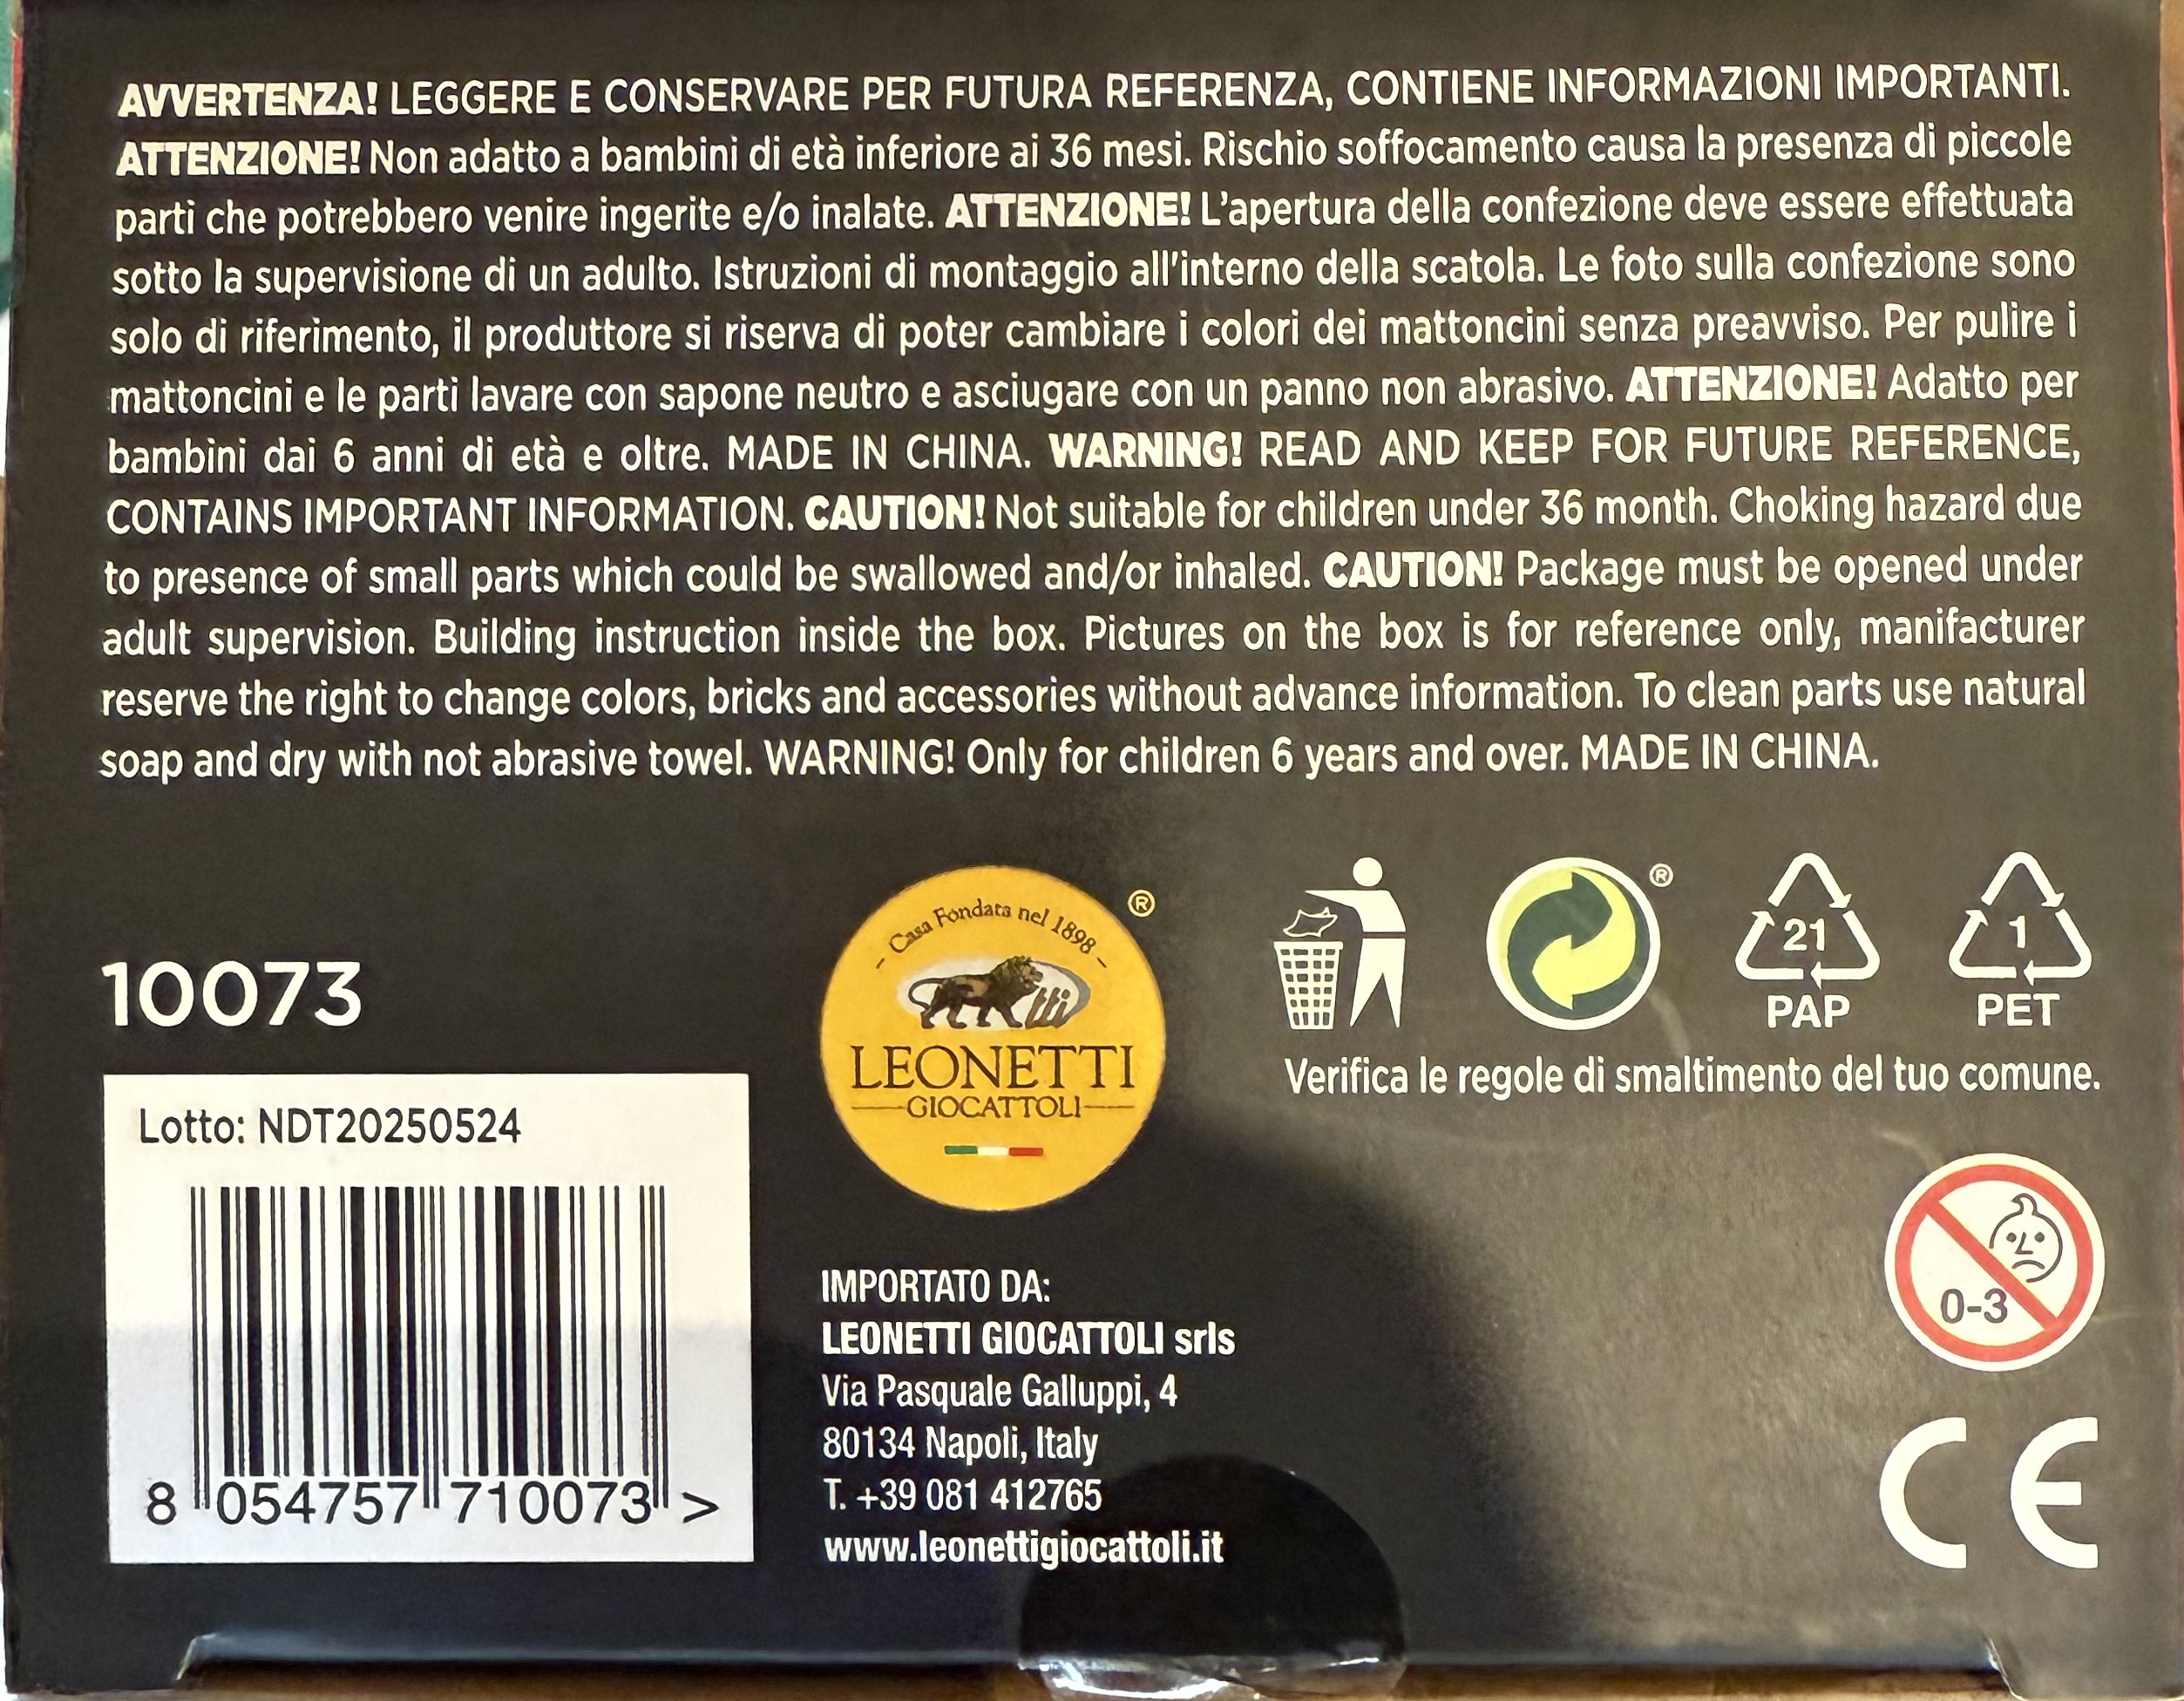 AVVERTENZA! LEGGERE E CONSERVARE PER FUTURA REFERENZA, CONTIENE INFORMAZIONI IMPORTANTI.
ATTENZIONE! Non adatto a bambini di età inferiore ai 36 mesi. Rischio soffocamento causa la presenza di piccole
parti che potrebbero venire ingerite e/o inalate. ATTENZIONE! L'apertura della confezione deve essere effettuata
sotto la supervisione di un adulto. Istruzioni di montaggio all'interno della scatola. Le foto sulla confezione sono
solo di riferimento, il produttore si riserva di poter cambiare i colori dei mattoncini senza preavviso. Per pulire i
mattoncini e le parti lavare con sapone neutro e asciugare con un panno non abrasivo. ATTENZIONE! Adatto per
bambini dai 6 anni di età e oltre. MADE IN CHINA. WARNING! READ AND KEEP FOR FUTURE REFERENCE,
CONTAINS IMPORTANT INFORMATION. CAUTION! Not suitable for children under 36 month. Choking hazard due
to presence of small parts which could be swallowed and/or inhaled. CAUTION! Package must be opened under
adult supervision. Building instruction inside the box. Pictures on the box is for reference only, manifacturer
reserve the right to change colors, bricks and accessories without advance information. To clean parts use natural
soap and dry with not abrasive towel. WARNING! Only for children 6 years and over. MADE IN CHINA.
10073
Lotto: NDT20250524
8 054757 710073 >
- Casa Fondata nel 1898 -
®
tti
LEONETTI
GIOCATTOLI
IMPORTATO DA:
LEONETTI GIOCATTOLI srls
Via Pasquale Galluppi, 4
80134 Napoli, Italy
T. +39 081 412765
www.leonettigiocattoli.it
®
21
PAP
1
PET
Verifica le regole di smaltimento del tuo comune.
0-3
CE